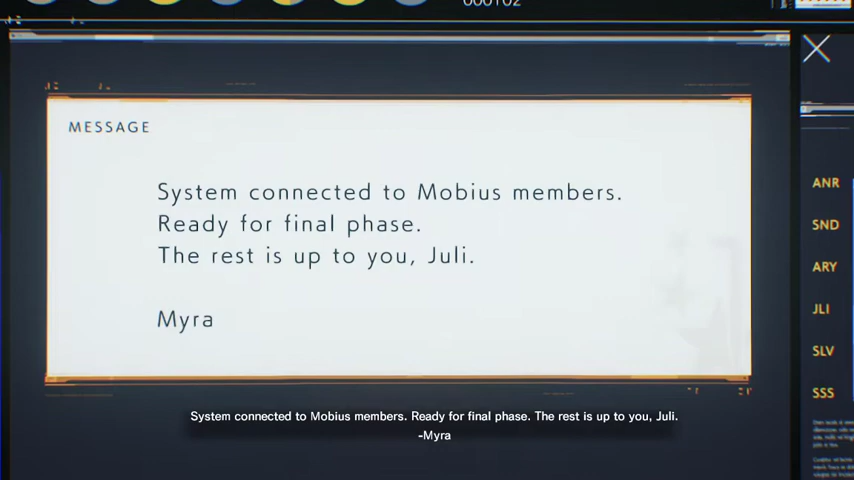 000102
MESSAGE
System connected to Mobius members.
Ready for final phase.
The rest is up to you, Juli.
Myra
ANR
SND
ARY
JLI
SLV
SSS
System connected to Mobius members. Ready for final phase. The rest is up to you, Juli.
-Myra